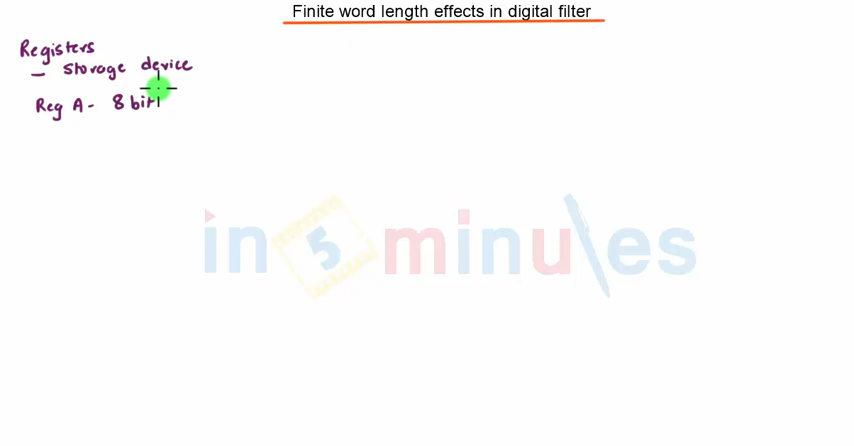 Finite word length effects in digital filter
Registers
- storage device
Reg A - 8 bit
in 5 minutes